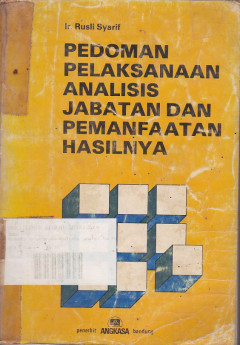 Ir. Rusli Syarif
PEDOMAN
PELAKSANAAN
ANALISIS
JABATAN DAN
PEMANFAATAN
HASILNYA
penerbit ANGKASA bandung